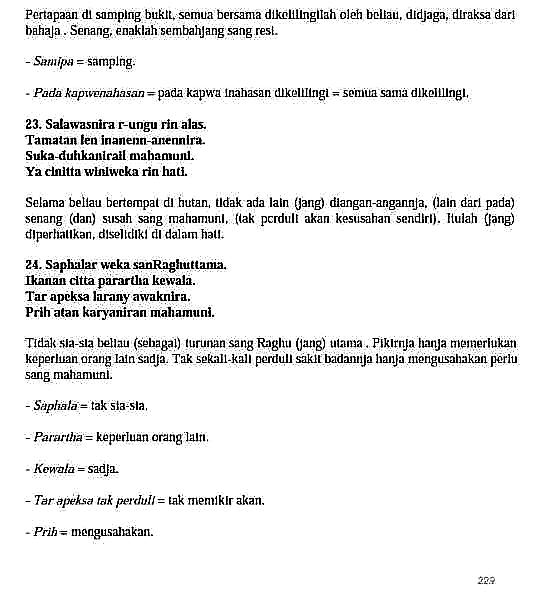 Pertapaan di samping bukit, semua bersama dikelilingilah oleh beliau, didjaga, diraksa dari
bahaja . Senang, enaklah sembahjang sang resi.
- Samipa = samping.
- Pada kapwenahasan = pada kapwa inahasan dikelilingi = semua sama dikelilingi.
23. Salawasnira r-ungu rin alas.
Tamatan len inanenn-anennira.
Suka-duhkanirail mahamuni.
Ya cinitta winiweka rin hati.
Selama beliau bertempat di hutan, tidak ada lain (jang) diangan-angannja, (lain dari pada)
senang (dan) susah sang mahamuni, (tak perduli akan kesusahan sendiri). Itulah (jang)
diperhatikan, diselidiki di dalam hati.
24. Saphalar weka sanRaghuttama.
Ikanan citta parartha kewala.
Tar apeksa larany awaknira.
Prih atan karyaniran mahamuni.
Tidak sia-sia beliau (sebagai) turunan sang Raghu (jang) utama . Pikirnja hanja memerlukan
keperluan orang lain sadja. Tak sekali-kali perduli sakit badannja hanja mengusahakan perlu
sang mahamuni.
- Saphala = tak sia-sia.
- Parartha = keperluan orang lain.
- Kewala = sadja.
- Tar apeksa tak perduli = tak memikir akan.
- Prih = mengusahakan.
229